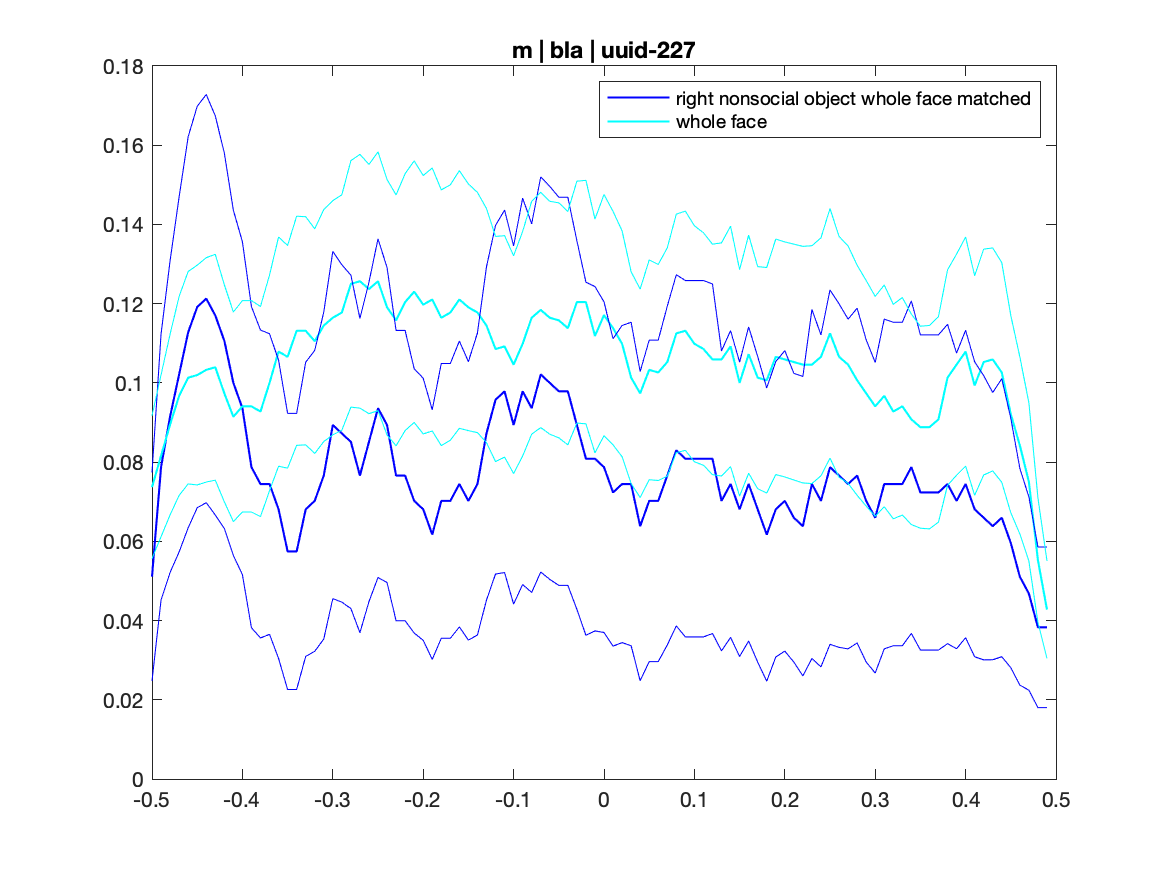 m | bla | uuid-227
right nonsocial object whole face matched
whole face
0.18
0.16
0.14
0.12
0.1
0.08
0.06
0.04
0.02
0
-0.5 -0.4 -0.3 -0.2 -0.1 0 0.1 0.2 0.3 0.4 0.5